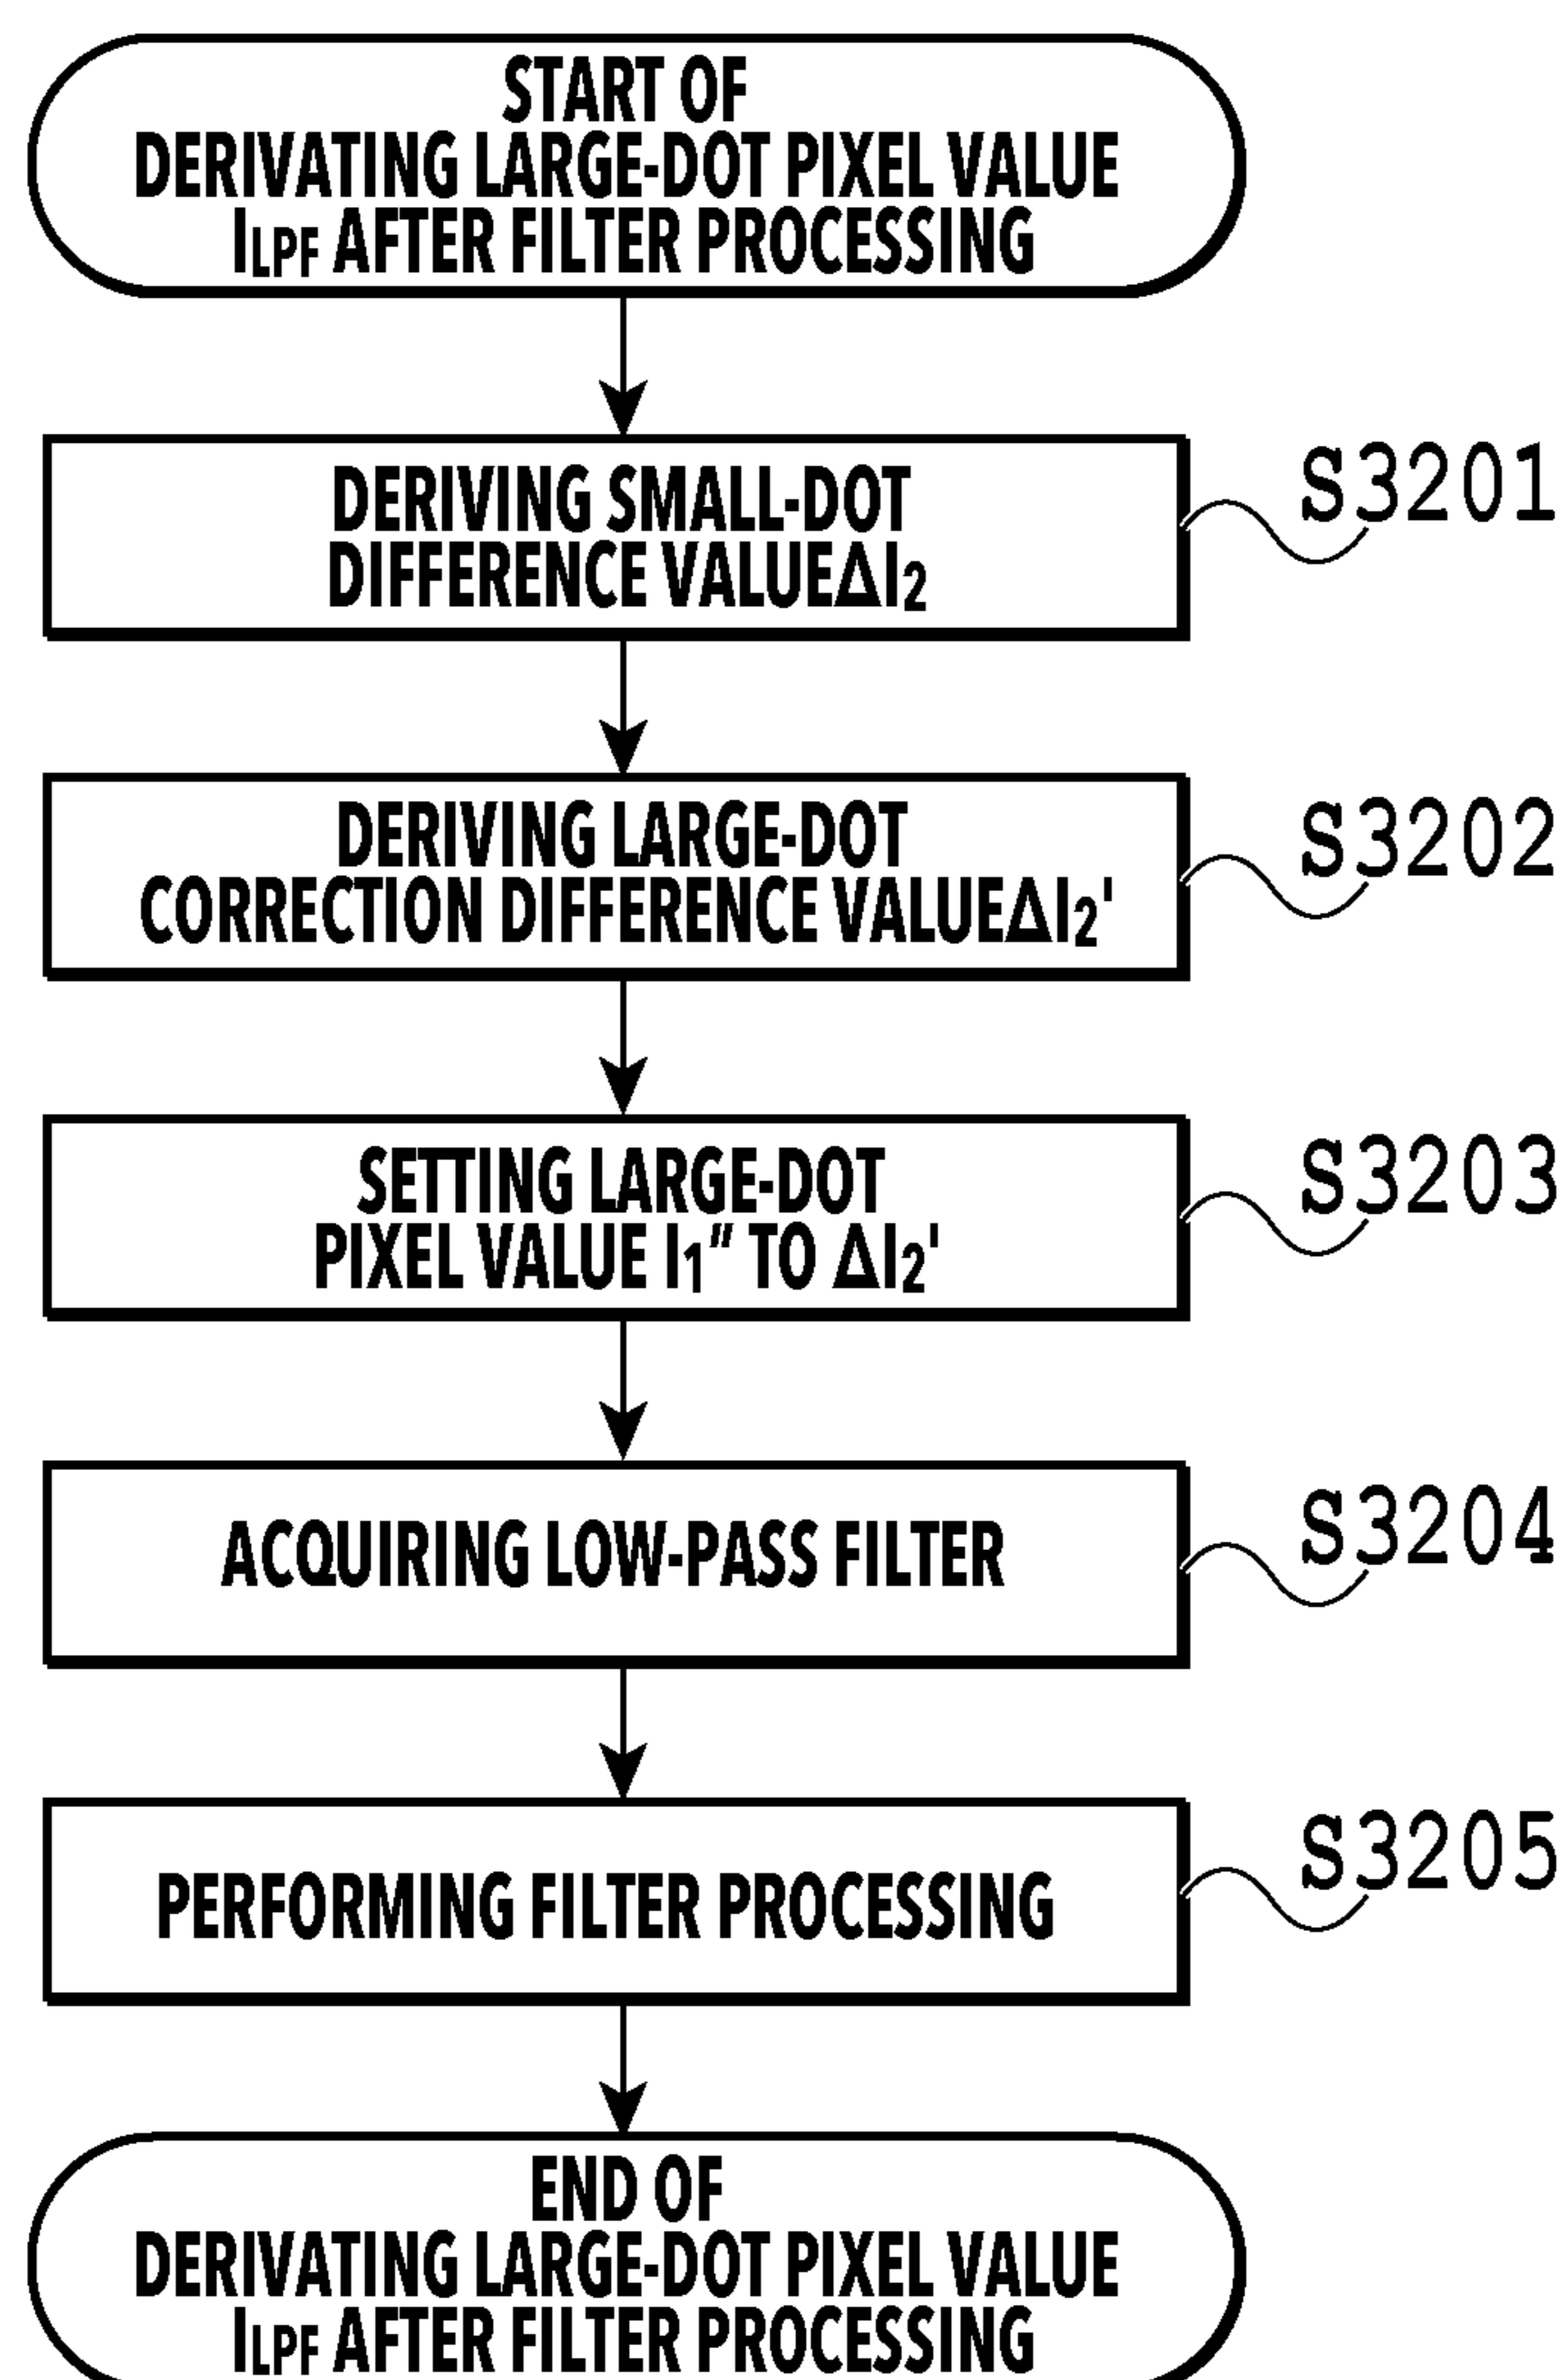 START OF
DERIVATING LARGE-DOT PIXEL VALUE
ILPF AFTER FILTER PROCESSING
DERIVING SMALL-DOT
DIFFERENCE VALUEΔI2
S3201
DERIVING LARGE-DOT
CORRECTION DIFFERENCE VALUEΔI2'
S3202
SETTING LARGE-DOT
PIXEL VALUE I1″ TO ΔI2'
S3203
ACQUIRING LOW-PASS FILTER
S3204
PERFORMING FILTER PROCESSING
S3205
END OF
DERIVATING LARGE-DOT PIXEL VALUE
ILPF AFTER FILTER PROCESSING